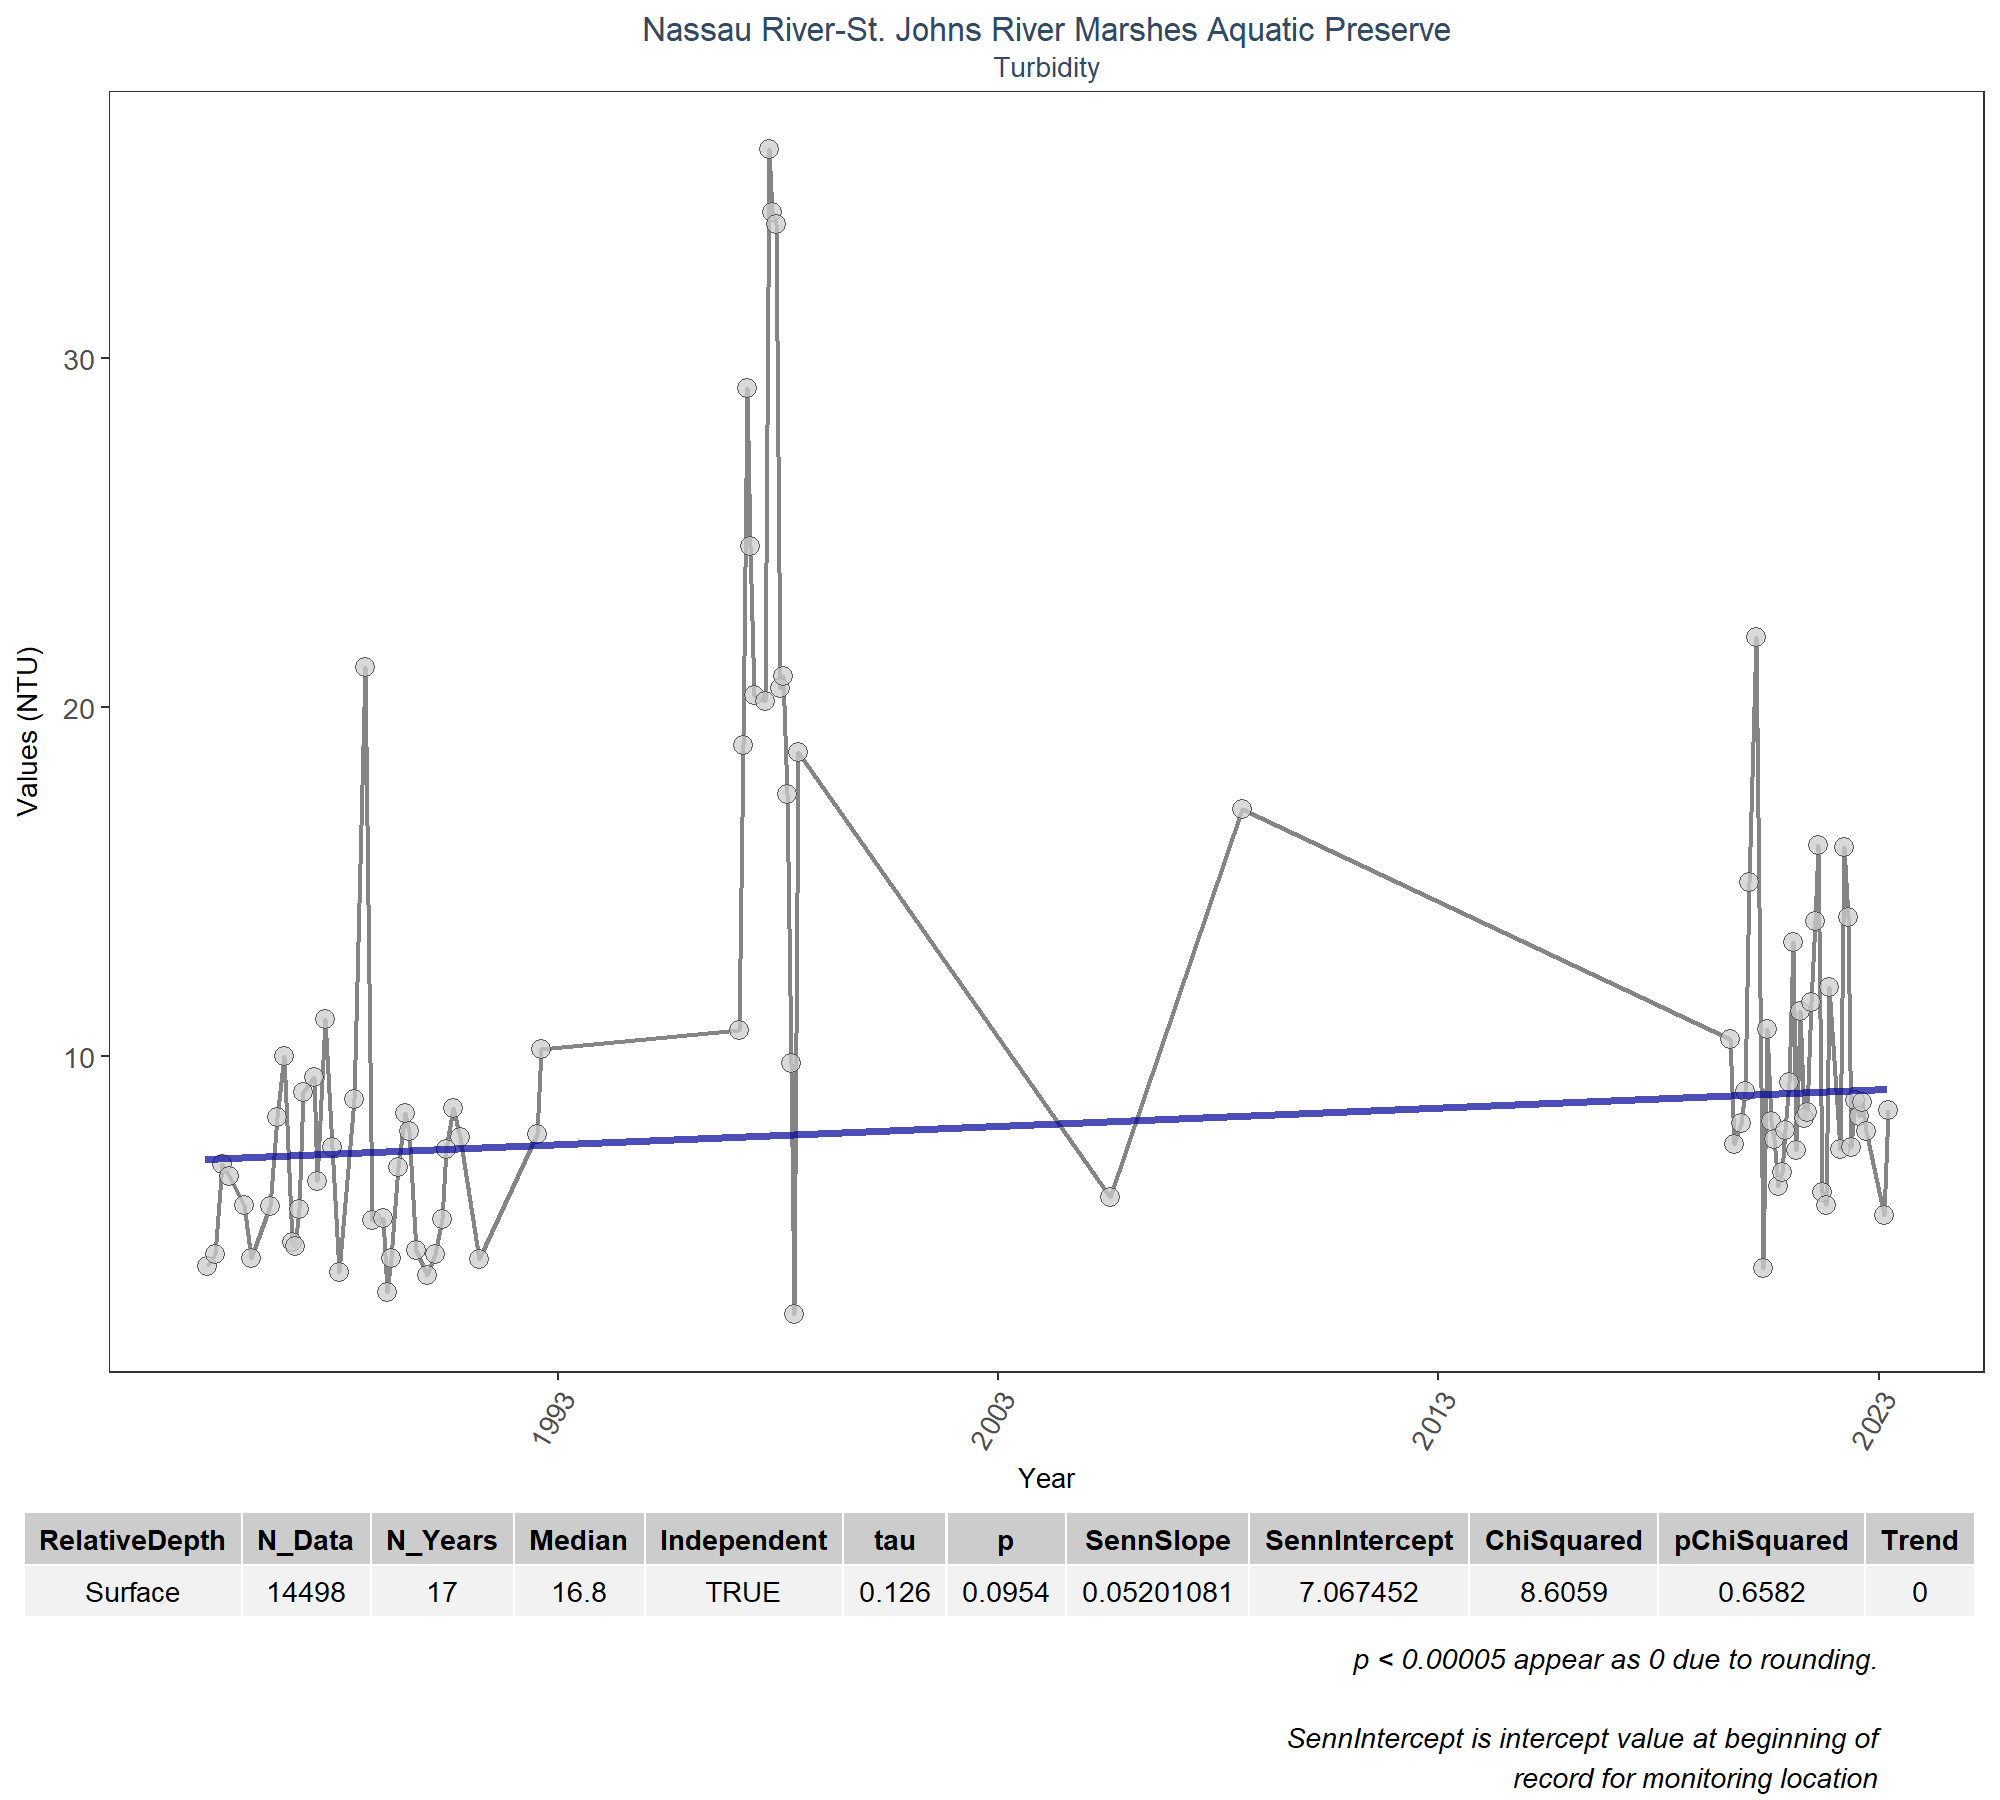 Nassau River-St. Johns River Marshes Aquatic Preserve
Turbidity
Values (NTU)
30
20
10
1993
2003
2013
2023
Year
RelativeDepth N_Data N_Years Median Independent tau p SennSlope SennIntercept ChiSquared pChiSquared Trend
Surface 14498 17 16.8 TRUE 0.126 0.0954 0.05201081 7.067452 8.6059 0.6582 0
p < 0.00005 appear as 0 due to rounding.
SennIntercept is intercept value at beginning of
record for monitoring location